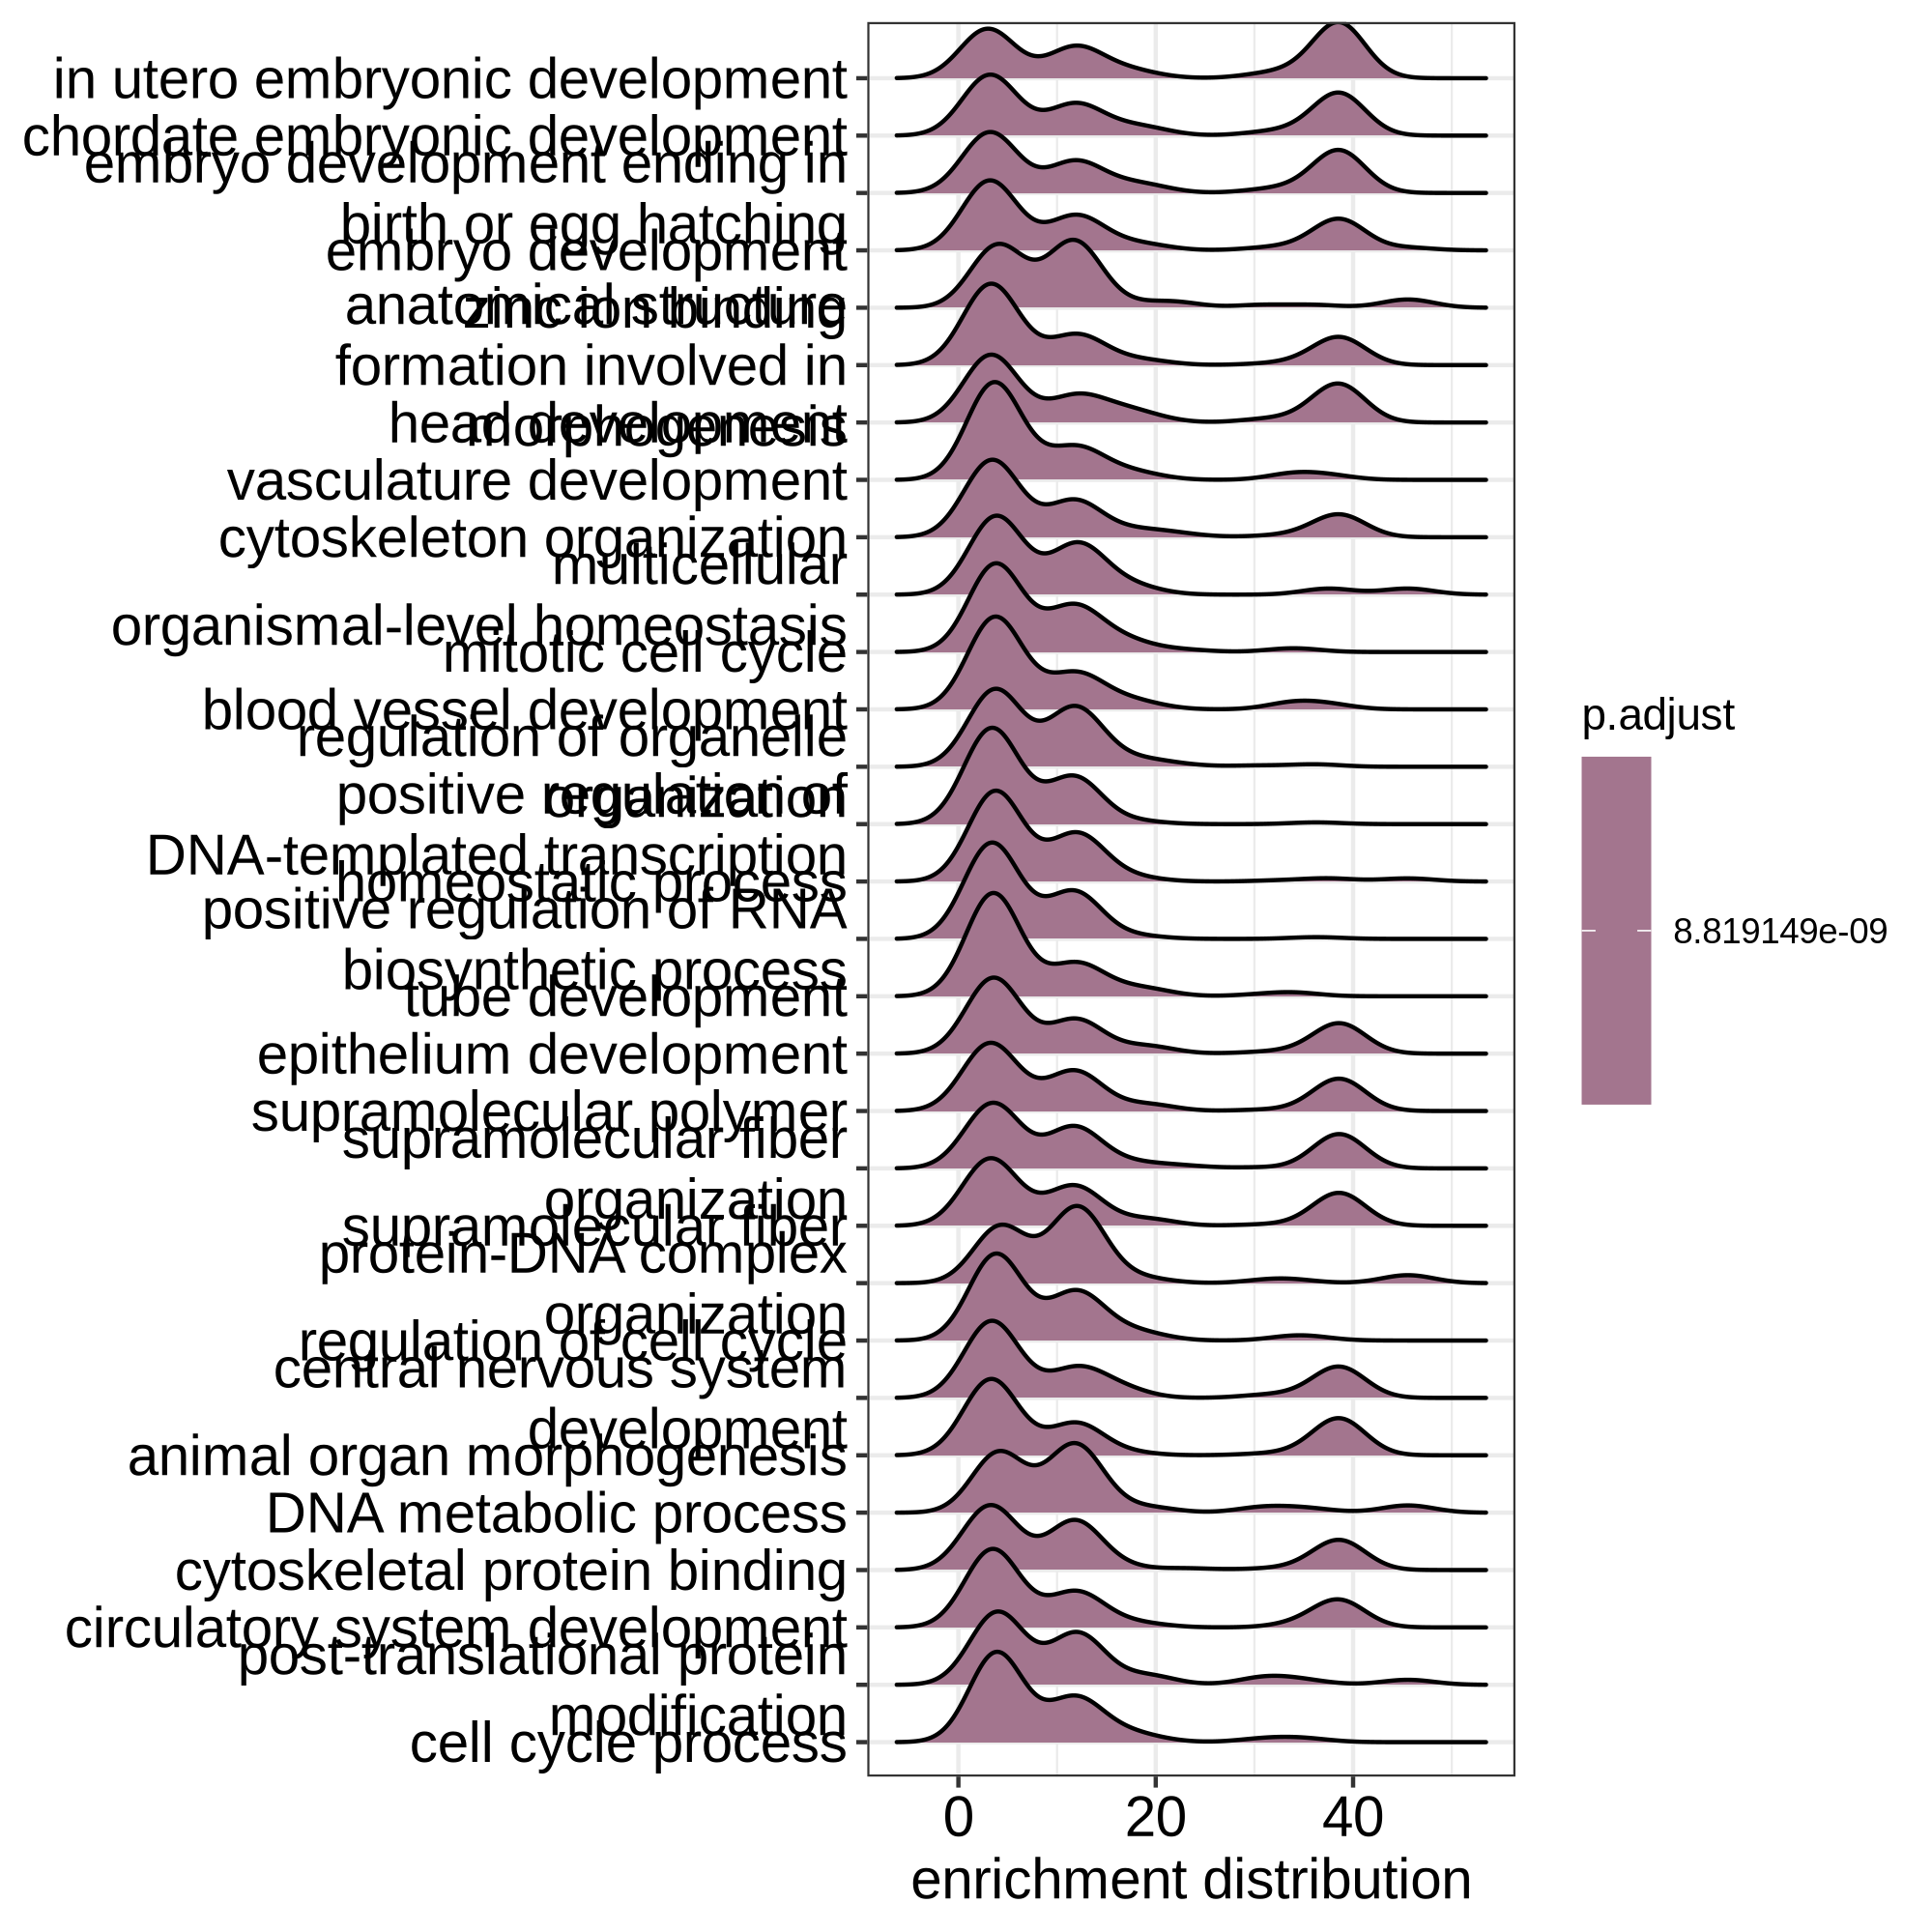 in utero embryonic development
chordate embryonic development
embryo development ending in
birth or egg hatching
embryo development
zinc ion binding
anatomical structure
formation involved in
morphogenesis
head development
vasculature development
cytoskeleton organization
multicellular
organismal-level homeostasis
mitotic cell cycle
blood vessel development
regulation of organelle
organization
positive regulation of
DNA-templated transcription
homeostatic process
positive regulation of RNA
biosynthetic process
tube development
epithelium development
supramolecular polymer
supramolecular fiber
organization
supramolecular fiber
protein-DNA complex
organization
regulation of cell cycle
central nervous system
development
animal organ morphogenesis
DNA metabolic process
cytoskeletal protein binding
circulatory system development
post-translational protein
modification
cell cycle process
0 20 40
enrichment distribution
p.adjust
8.819149e-09